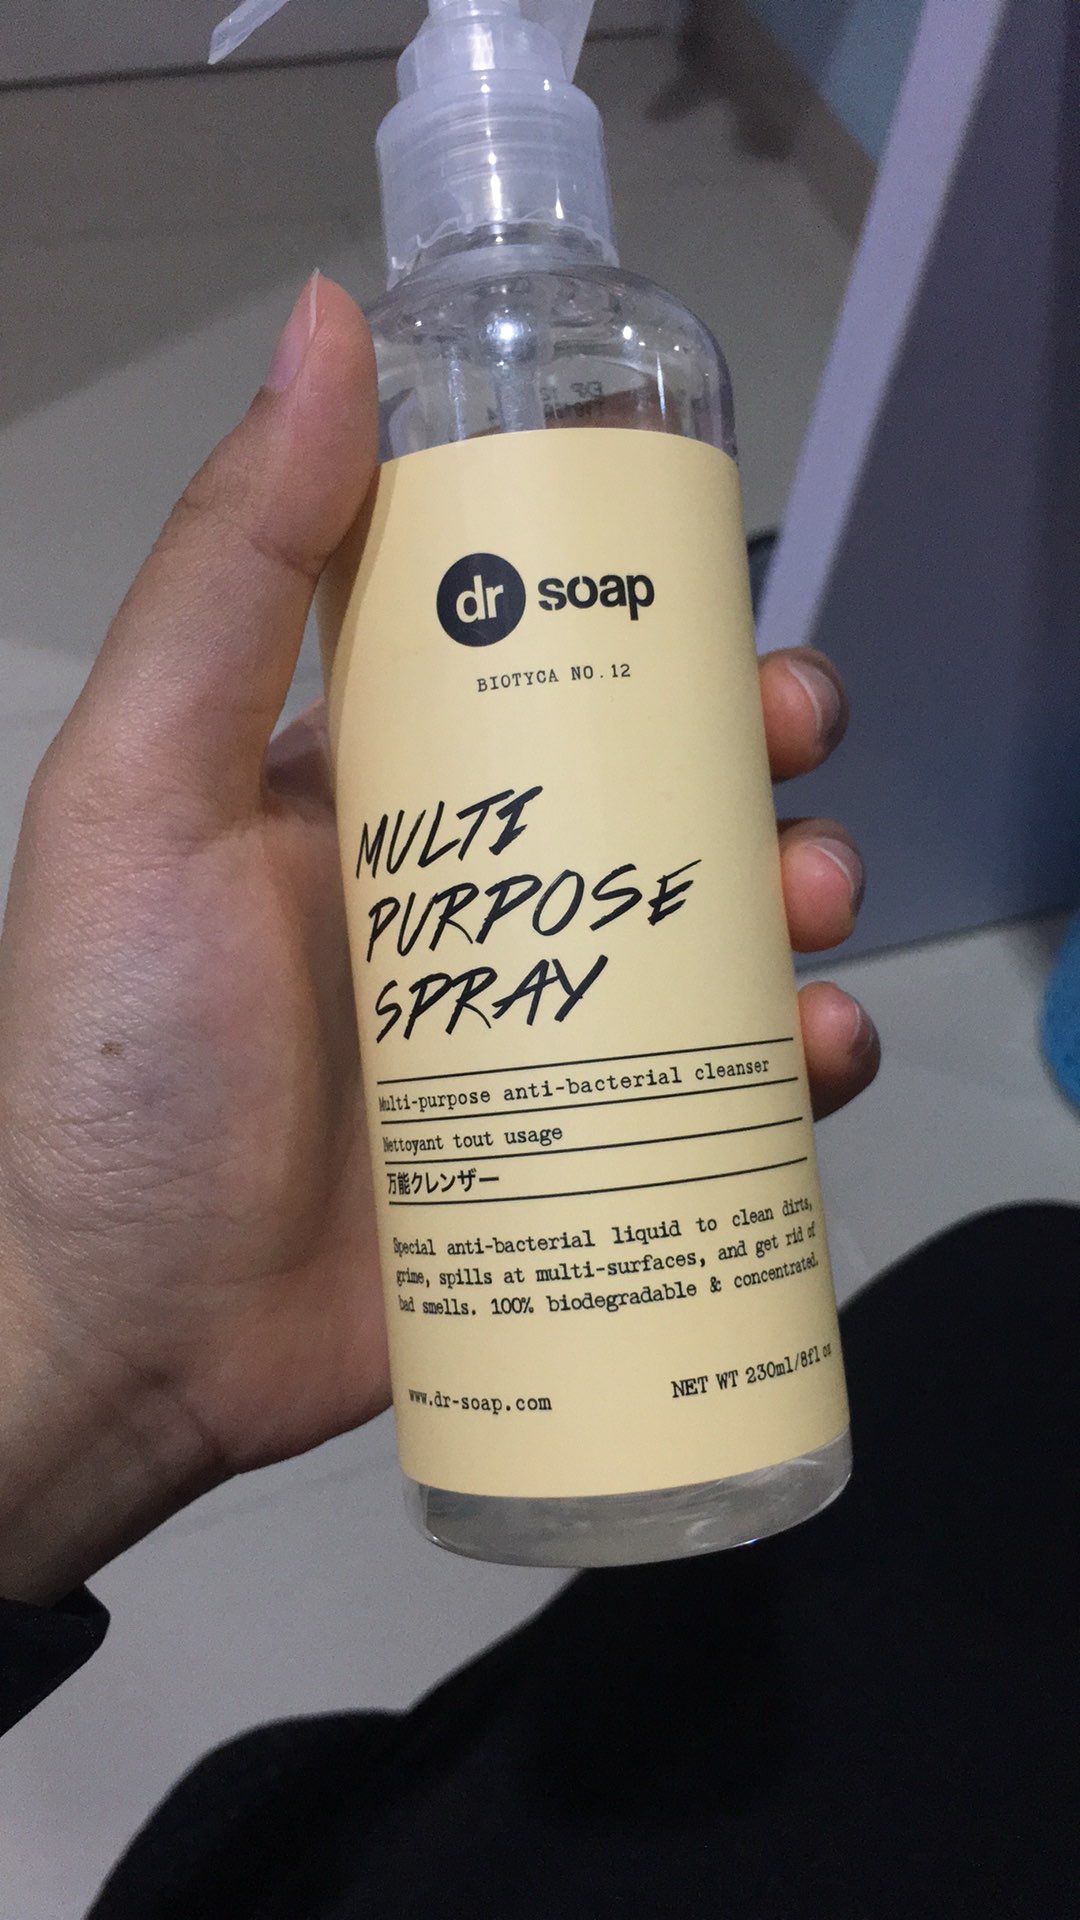 dr soap
BIOTYCA NO.12
MULTI
PURPOSE
SPRAY
Multi-purpose anti-bacterial cleanser
Nettoyant tout usage
万能クレンザー
Special anti-bacterial liquid to clean dirts,
grime, spills at multi-surfaces, and get rid of
bad smells. 100% biodegradable & concentrated.
www.dr-soap.com
NET WT 230ml/8fl oz